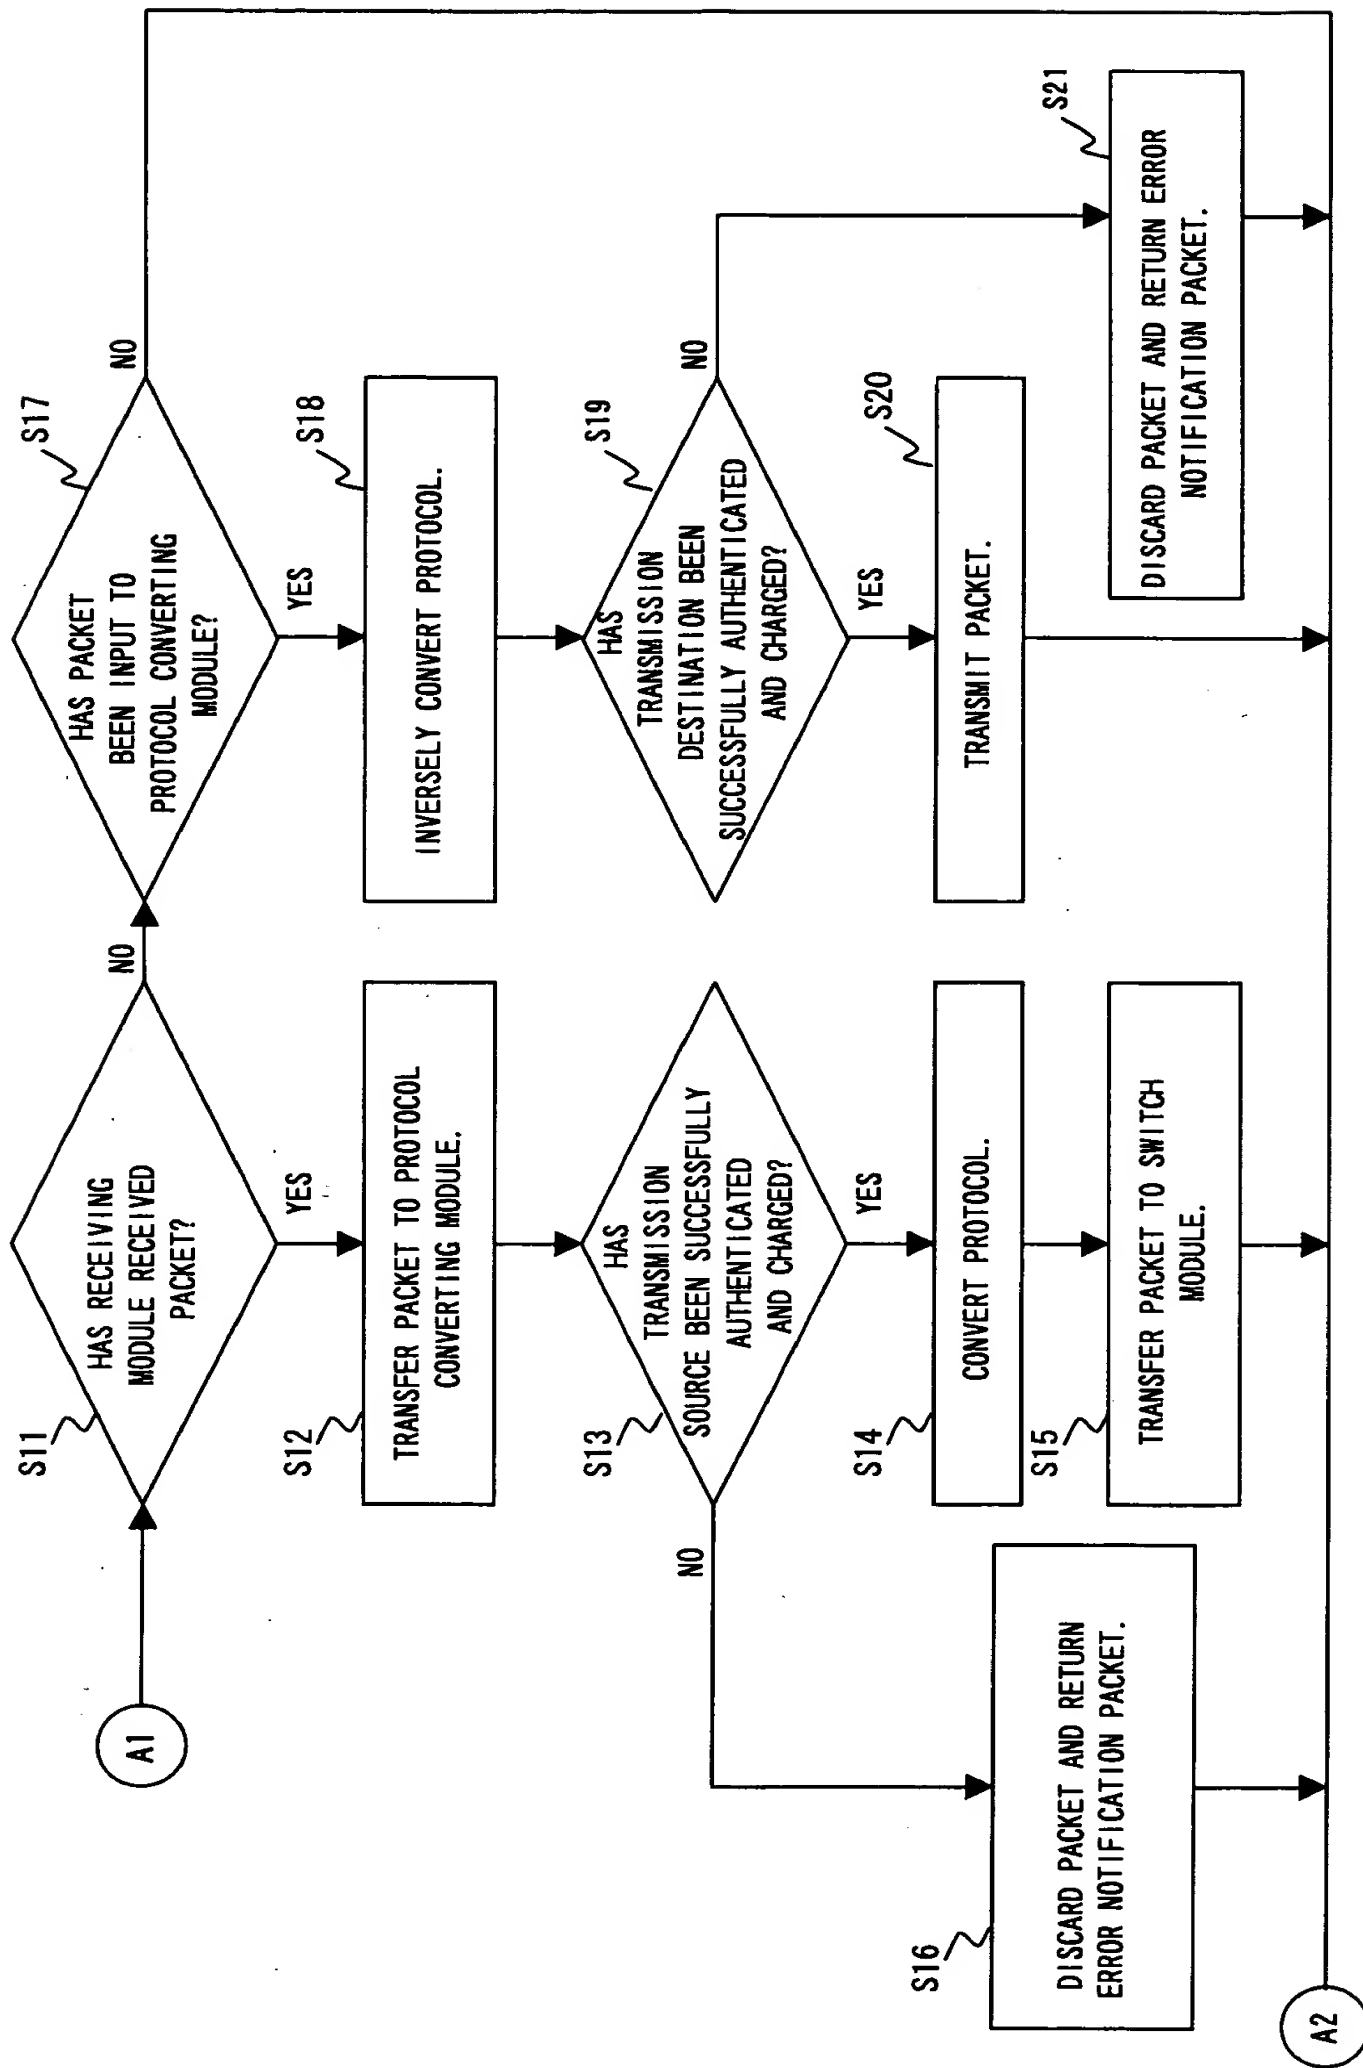 A1
S11
HAS RECEIVING
MODULE RECEIVED
PACKET?
NO
YES
S12
TRANSFER PACKET TO PROTOCOL
CONVERTING MODULE.
S13
HAS
TRANSMISSION
SOURCE BEEN SUCCESSFULLY
AUTHENTICATED
AND CHARGED?
NO
YES
S14
CONVERT PROTOCOL.
S15
TRANSFER PACKET TO SWITCH
MODULE.
S16
DISCARD PACKET AND RETURN
ERROR NOTIFICATION PACKET.
S17
HAS PACKET
BEEN INPUT TO
PROTOCOL CONVERTING
MODULE?
NO
YES
S18
INVERSELY CONVERT PROTOCOL.
S19
HAS
TRANSMISSION
DESTINATION BEEN
SUCCESSFULLY AUTHENTICATED
AND CHARGED?
NO
YES
S20
TRANSMIT PACKET.
S21
DISCARD PACKET AND RETURN ERROR
NOTIFICATION PACKET.
A2